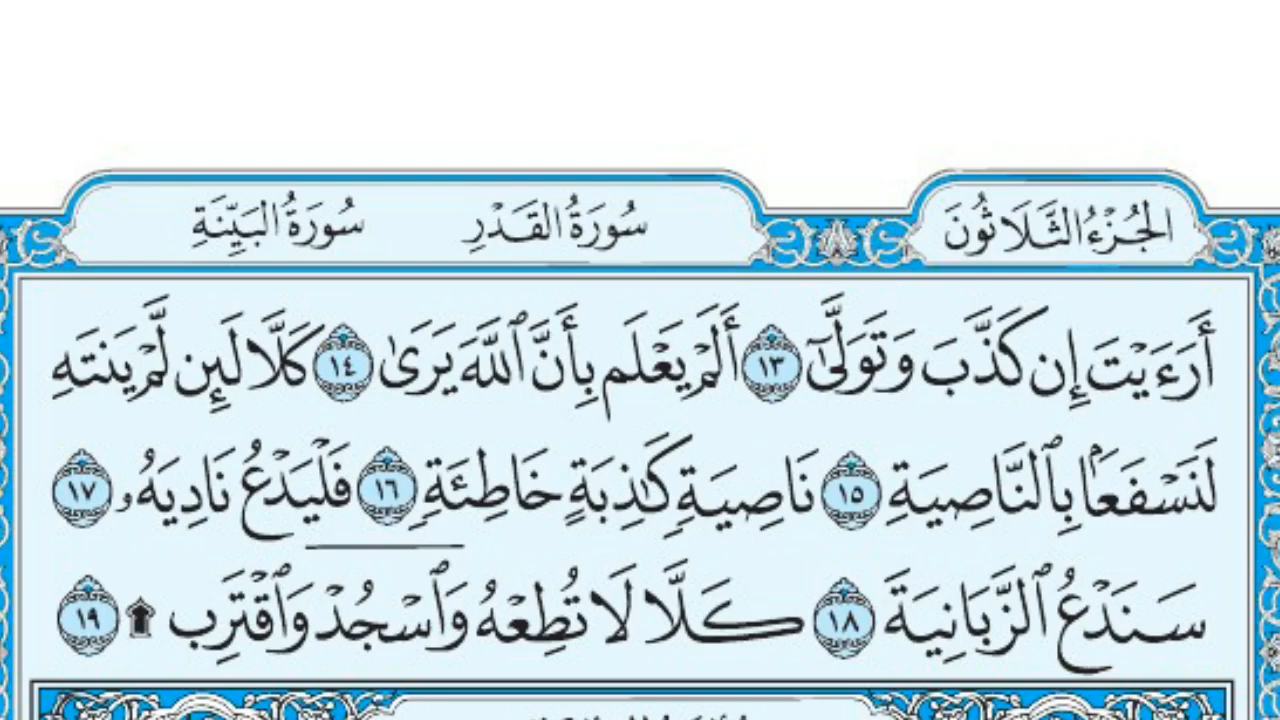 الجُزْءُ الثَّلَاثُونَ سُورَةُ القَدْرِ سُورَةُ البَيِّنَةِ
أَرَءَيْتَ إِن كَذَّبَ وَتَوَلَّىٰٓ ١٣ أَلَمْ يَعْلَم بِأَنَّ ٱللَّهَ يَرَىٰ ١٤ كَلَّا لَئِن لَّمْ يَنتَهِ
لَنَسْفَعَۢا بِٱلنَّاصِيَةِ ١٥ نَاصِيَةٍ كَٰذِبَةٍ خَاطِئَةٍ ١٦ فَلْيَدْعُ نَادِيَهُۥ ١٧
سَنَدْعُ ٱلزَّبَانِيَةَ ١٨ كَلَّا لَا تُطِعْهُ وَٱسْجُدْ وَٱقْتَرِب ۩ ١٩